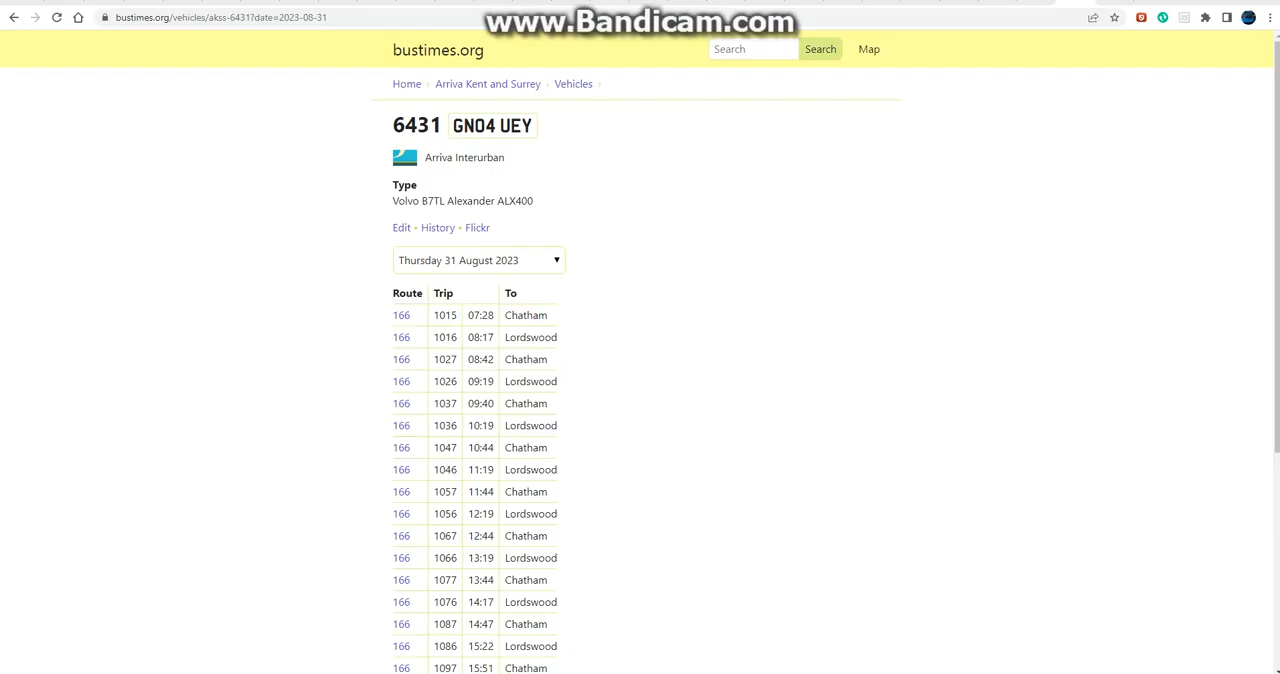 bustimes.org/vehicles/akss-6431?date=2023-08-31
www.Bandicam.com
bustimes.org
Search
Search
Map
Home
Arriva Kent and Surrey
Vehicles
6431 GN04 UEY
Arriva Interurban
Type
Volvo B7TL Alexander ALX400
Edit • History • Flickr
Thursday 31 August 2023
Route Trip To
166 1015 07:28 Chatham
166 1016 08:17 Lordswood
166 1027 08:42 Chatham
166 1026 09:19 Lordswood
166 1037 09:40 Chatham
166 1036 10:19 Lordswood
166 1047 10:44 Chatham
166 1046 11:19 Lordswood
166 1057 11:44 Chatham
166 1056 12:19 Lordswood
166 1067 12:44 Chatham
166 1066 13:19 Lordswood
166 1077 13:44 Chatham
166 1076 14:17 Lordswood
166 1087 14:47 Chatham
166 1086 15:22 Lordswood
166 1097 15:51 Chatham